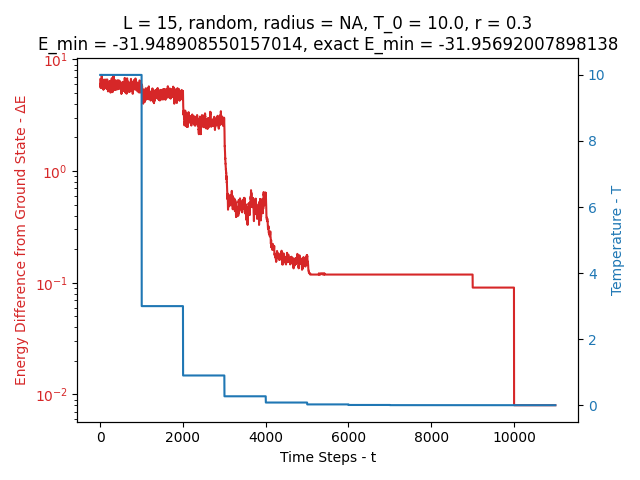 L = 15, random, radius = NA, T_0 = 10.0, r = 0.3
E_min = -31.948908550157014, exact E_min = -31.95692007898138
Energy Difference from Ground State - ΔE
10¹
10⁰
10⁻¹
10⁻²
10
8
6
4
2
0
Temperature - T
0 2000 4000 6000 8000 10000
Time Steps - t